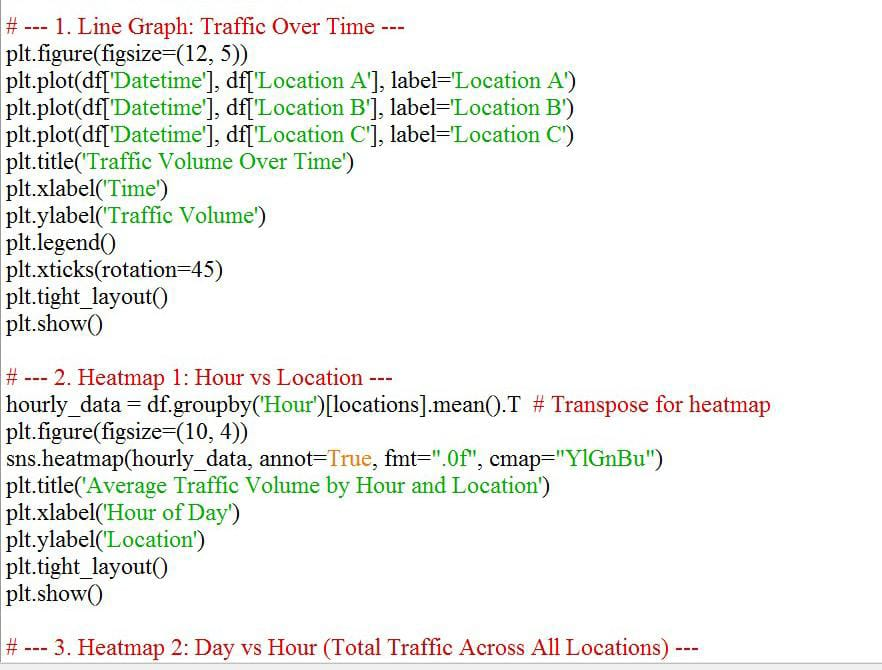 # --- 1. Line Graph: Traffic Over Time ---
plt.figure(figsize=(12, 5))
plt.plot(df['Datetime'], df['Location A'], label='Location A')
plt.plot(df['Datetime'], df['Location B'], label='Location B')
plt.plot(df['Datetime'], df['Location C'], label='Location C')
plt.title('Traffic Volume Over Time')
plt.xlabel('Time')
plt.ylabel('Traffic Volume')
plt.legend()
plt.xticks(rotation=45)
plt.tight_layout()
plt.show()

# --- 2. Heatmap 1: Hour vs Location ---
hourly_data = df.groupby('Hour')[locations].mean().T  # Transpose for heatmap
plt.figure(figsize=(10, 4))
sns.heatmap(hourly_data, annot=True, fmt=".0f", cmap="YlGnBu")
plt.title('Average Traffic Volume by Hour and Location')
plt.xlabel('Hour of Day')
plt.ylabel('Location')
plt.tight_layout()
plt.show()

# --- 3. Heatmap 2: Day vs Hour (Total Traffic Across All Locations) ---